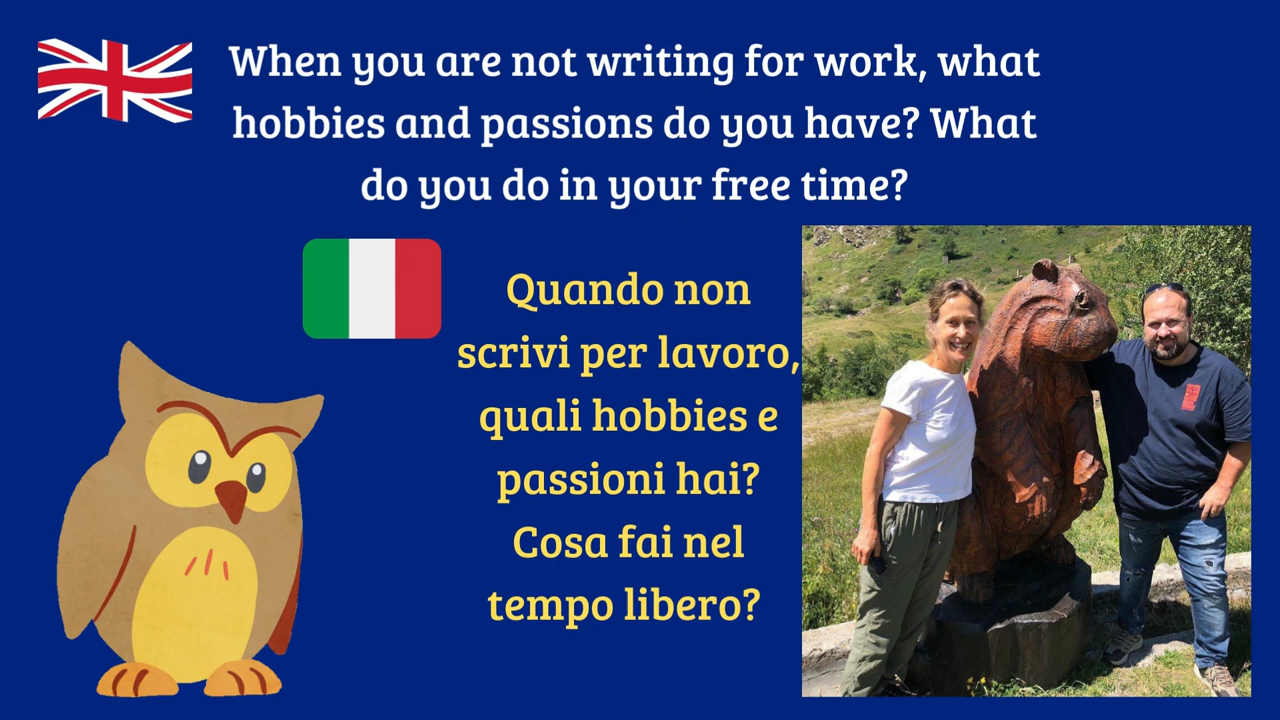 When you are not writing for work, what
hobbies and passions do you have? What
do you do in your free time?
Quando non
scrivi per lavoro,
quali hobbies e
passioni hai?
Cosa fai nel
tempo libero?